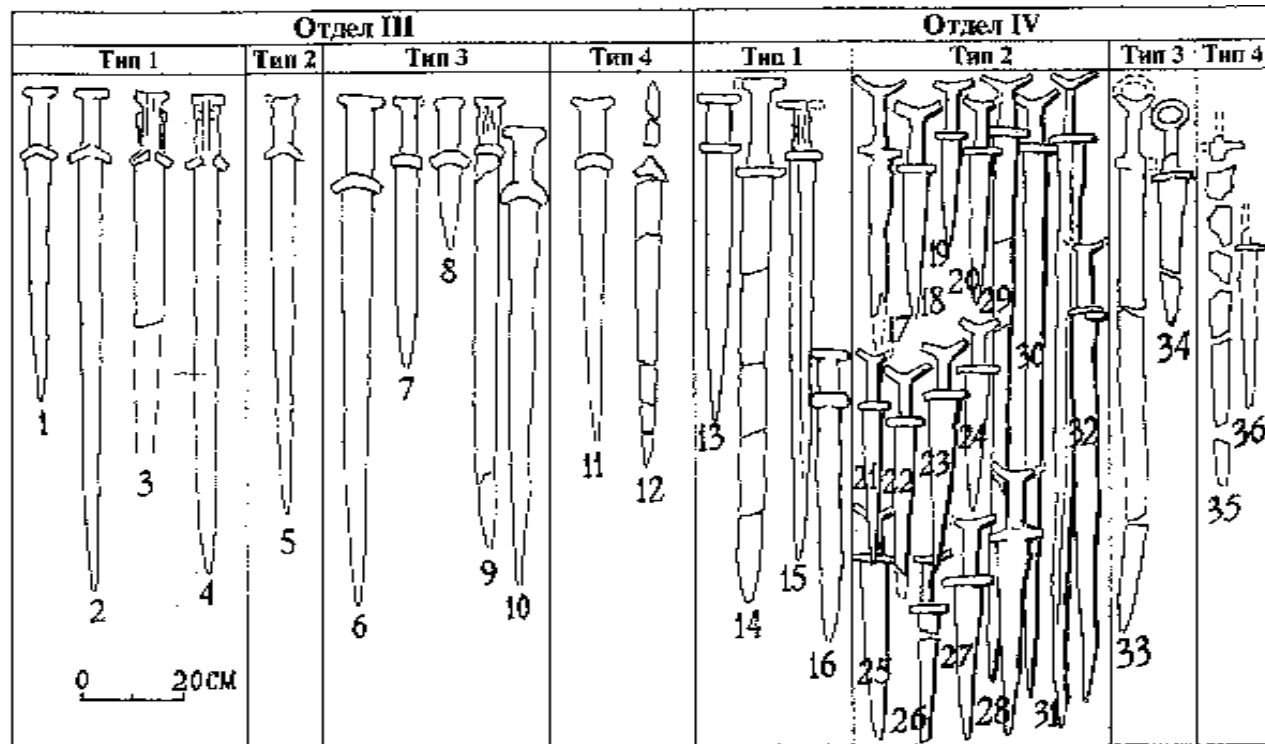 Отдел III Отдел IV
Тип 1 Тип 2 Тип 3 Тип 4 Тип 1 Тип 2 Тип 3 Тип 4
1 2 3 4 5 6 7 8 9 10 11 12 13 14 15 16 17 18 19 20 21 22 23 24 25 26 27 28 29 30 31 32 33 34 35 36
0 20 СМ